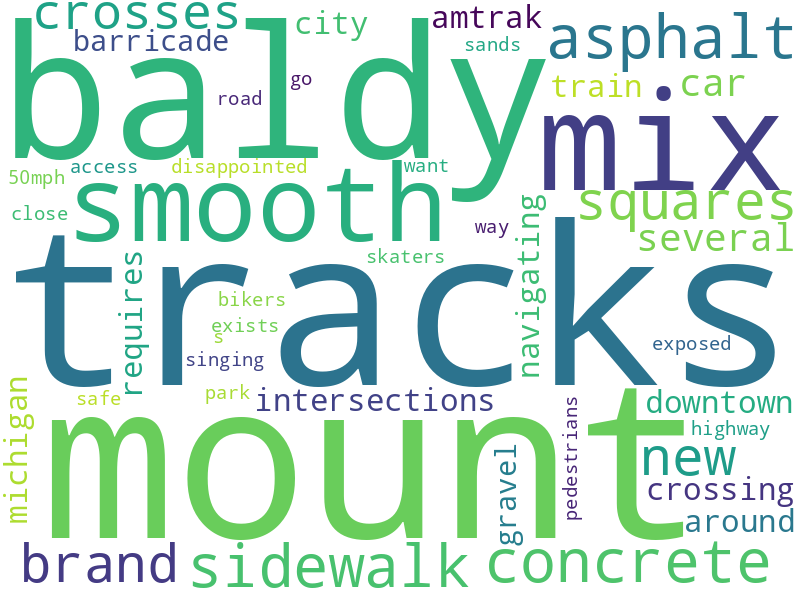 crosses
city
amtrak
asphalt
barricade
sands
baldy
go
road
train
car
mix
access
disappointed
want
50mph
smooth
squares
close
way
several
navigating
tracks
skaters
requires
bikers
exists
s
exposed
singing
michigan
safe
park
intersections
pedestrians
downtown
mount
highway
new
gravel
crossing
around
brand
sidewalk
concrete